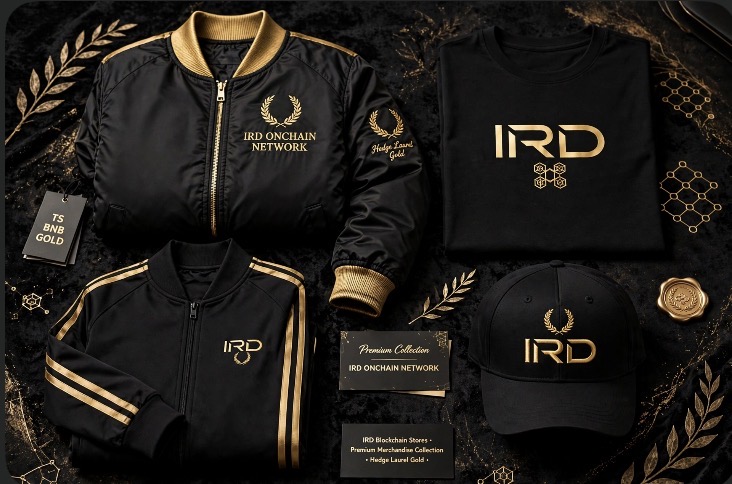 IRD ONCHAIN
NETWORK
Hedge Laurel
Gold
IRD
TS
BNB
GOLD
IRD
Premium Collection
IRD ONCHAIN NETWORK
IRD
IRD Blockchain Stores •
Premium Merchandise Collection
• Hedge Laurel Gold •